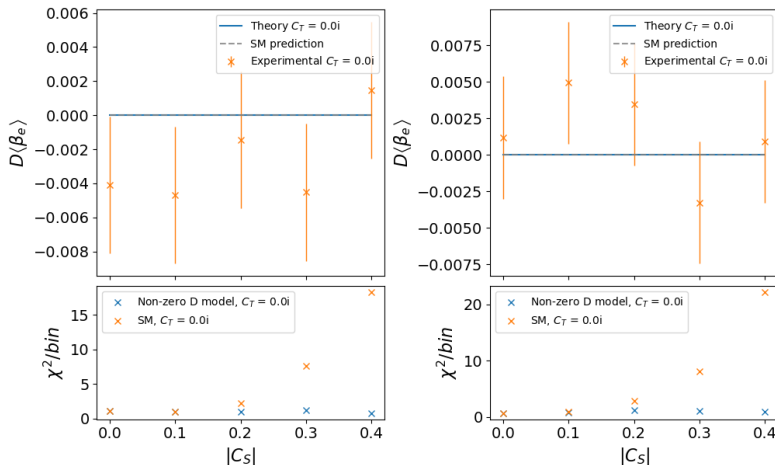 0.006
0.004
0.002
0.000
−0.002
−0.004
−0.006
−0.008
D⟨βₑ⟩
Theory C_T = 0.0i
SM prediction
Experimental C_T = 0.0i
15
10
5
0
χ²/bin
Non-zero D model, C_T = 0.0i
SM, C_T = 0.0i
0.0 0.1 0.2 0.3 0.4
|C_S|
0.0075
0.0050
0.0025
0.0000
−0.0025
−0.0050
−0.0075
D⟨βₑ⟩
Theory C_T = 0.0i
SM prediction
Experimental C_T = 0.0i
20
10
0
χ²/bin
Non-zero D model, C_T = 0.0i
SM, C_T = 0.0i
0.0 0.1 0.2 0.3 0.4
|C_S|